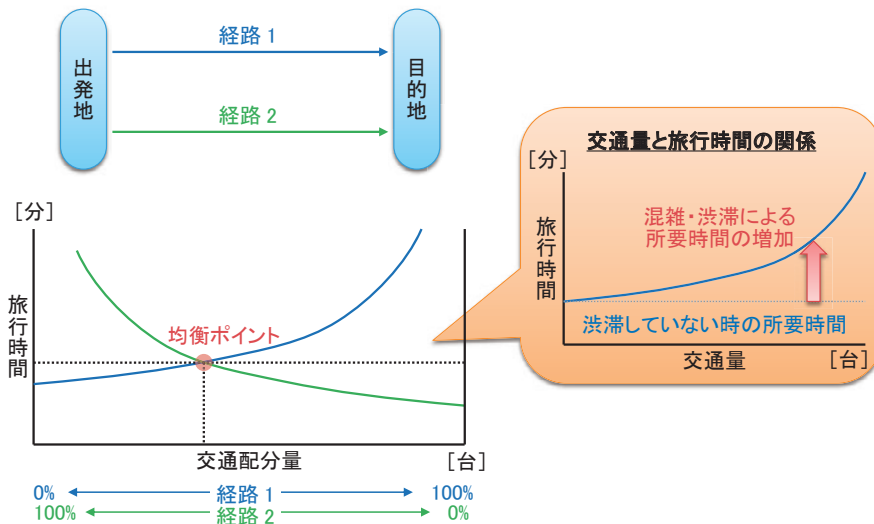 出発地
経路 1
経路 2
目的地
交通量と旅行時間の関係
[分]
旅行時間
混雑・渋滞による
所要時間の増加
渋滞していない時の所要時間
交通量
[台]
[分]
旅行時間
均衡ポイント
交通配分量
[台]
0% 経路 1 100%
100% 経路 2 0%